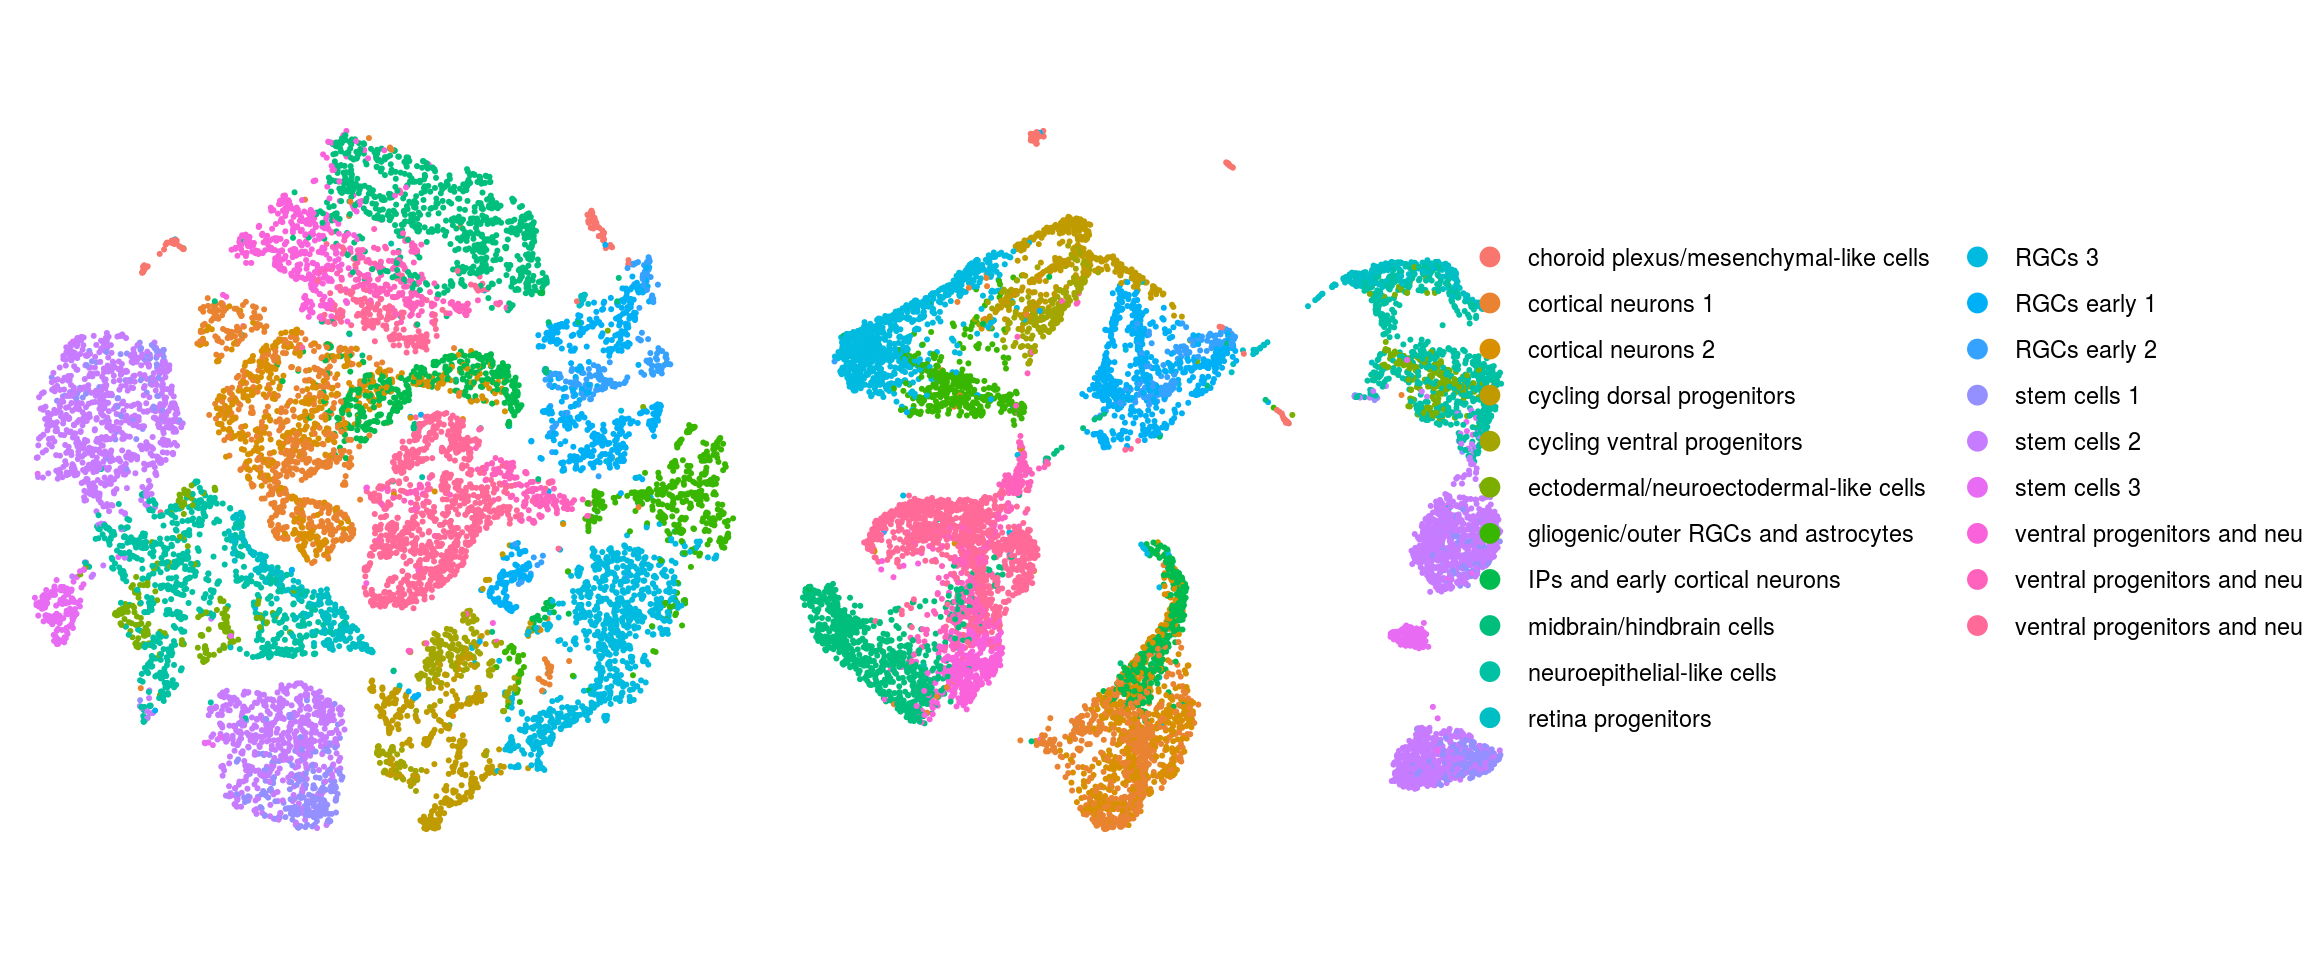 choroid plexus/mesenchymal-like cells
cortical neurons 1
cortical neurons 2
cycling dorsal progenitors
cycling ventral progenitors
ectodermal/neuroectodermal-like cells
gliogenic/outer RGCs and astrocytes
IPs and early cortical neurons
midbrain/hindbrain cells
neuroepithelial-like cells
retina progenitors
RGCs 3
RGCs early 1
RGCs early 2
stem cells 1
stem cells 2
stem cells 3
ventral progenitors and neu
ventral progenitors and neu
ventral progenitors and neu